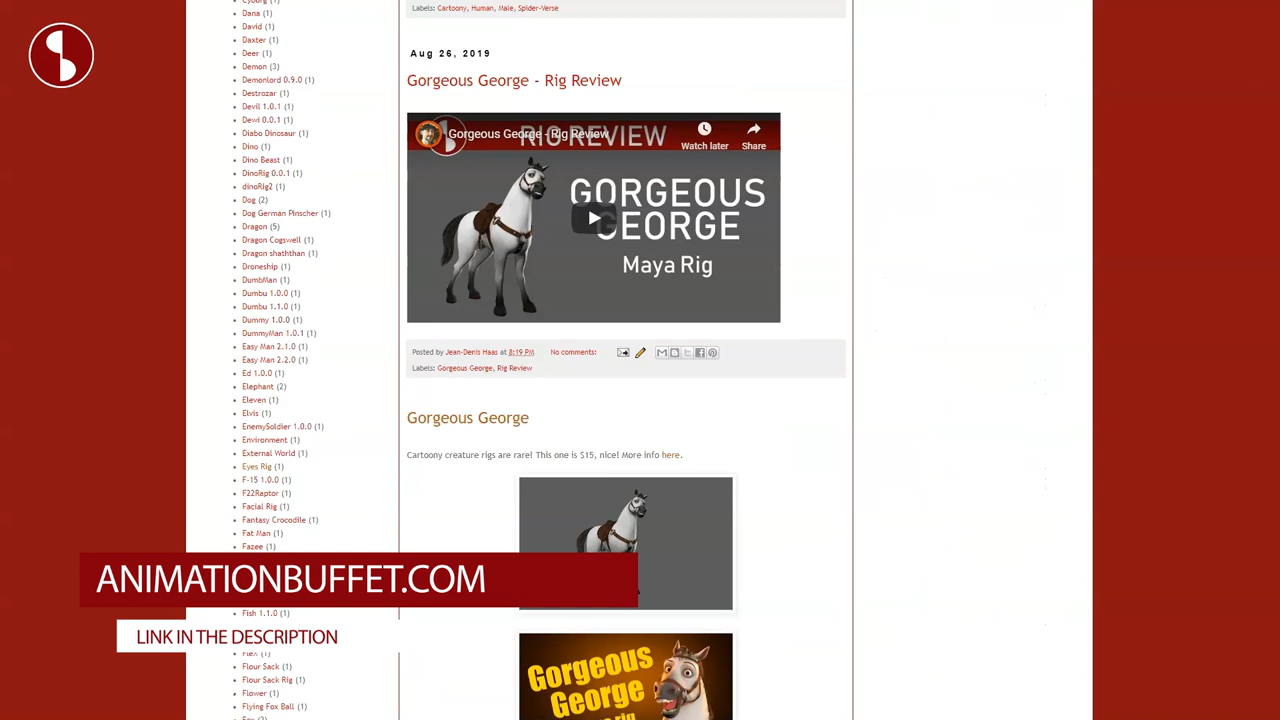 Cyborg (1)
Dana (1)
David (1)
Daxter (1)
Deer (1)
Demon (3)
Demonlord 0.9.0 (1)
Destrozar (1)
Devil 1.0.1 (1)
Dewi 0.0.1 (1)
Diabo Dinosaur (1)
Dino (1)
Dino Beast (1)
DinoRig 0.0.1 (1)
dinoRig2 (1)
Dog (2)
Dog German Pinscher (1)
Dragon (5)
Dragon Cogswell (1)
Dragon shaththan (1)
Droneship (1)
DumbMan (1)
Dumbu 1.0.0 (1)
Dumbu 1.1.0 (1)
Dummy 1.0.0 (1)
DummyMan 1.0.1 (1)
Easy Man 2.1.0 (1)
Easy Man 2.2.0 (1)
Ed 1.0.0 (1)
Elephant (2)
Eleven (1)
Elvis (1)
EnemySoldier 1.0.0 (1)
Environment (1)
External World (1)
Eyes Rig (1)
F-15 1.0.0 (1)
F22Raptor (1)
Facial Rig (1)
Fantasy Crocodile (1)
Fat Man (1)
Fazee (1)
Fish 1.1.0 (1)
Flex (1)
Flour Sack (1)
Flour Sack Rig (1)
Flower (1)
Flying Fox Ball (1)
Labels: Cartoony, Human, Male, Spider-Verse
Aug 26, 2019
Gorgeous George - Rig Review
Gorgeous George - Rig Review
RIG REVIEW
Watch later
Share
GORGEOUS
GEORGE
Maya Rig
Posted by Jean-Denis Haas at 8:19 PM No comments:
Labels: Gorgeous George, Rig Review
Gorgeous George
Cartoony creature rigs are rare! This one is $15, nice! More info here.
Gorgeous
George
ANIMATIONBUFFET.COM
LINK IN THE DESCRIPTION